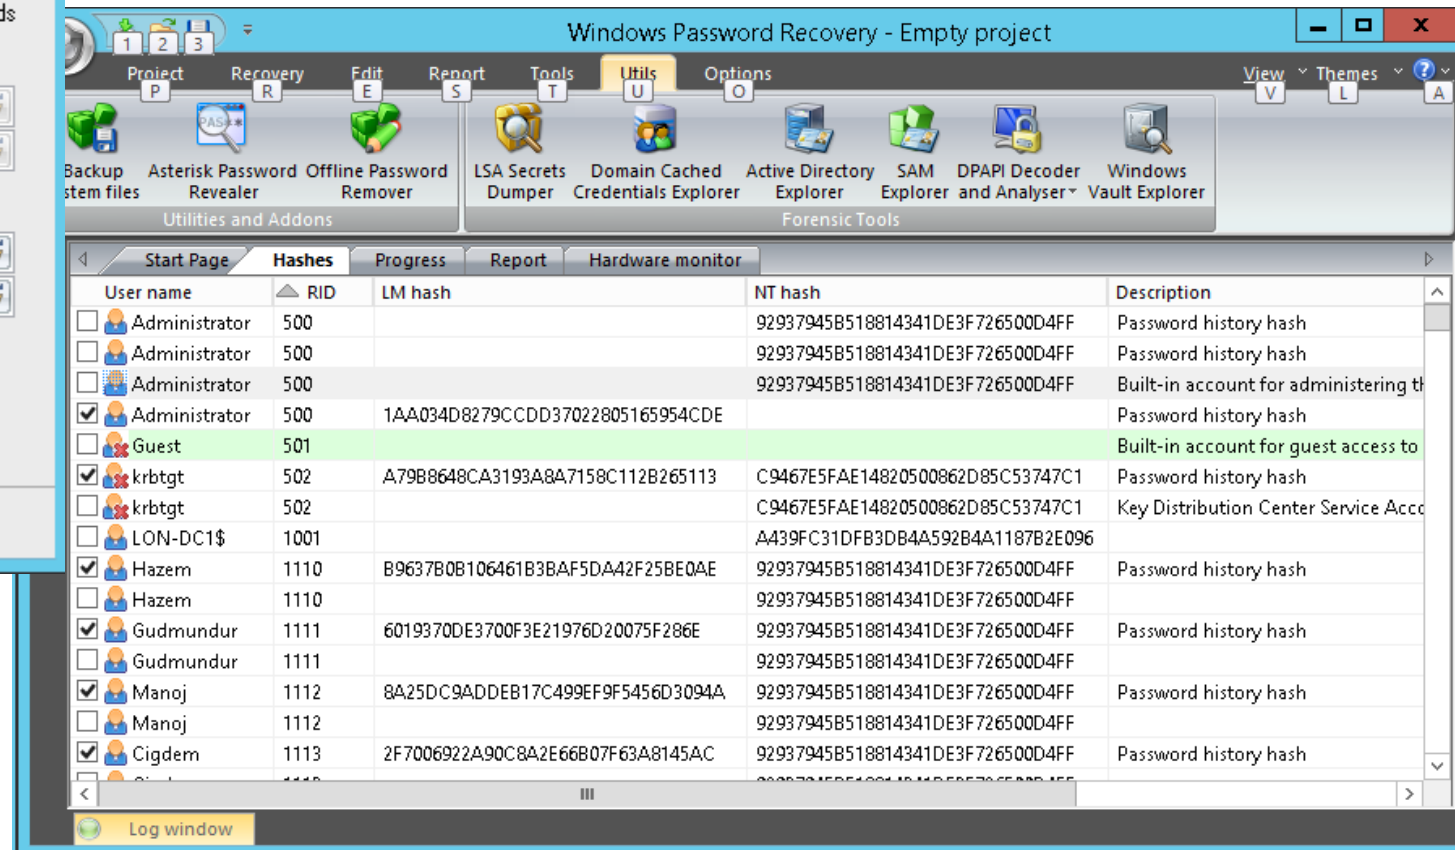 ds
Windows Password Recovery - Empty project
1 2 3
Project Recovery Edit Report Tools Utils Options View Themes
P R E S T U O V L A
Backup Asterisk Password Offline Password LSA Secrets Domain Cached Active Directory SAM DPAPI Decoder Windows
stem files Revealer Remover Dumper Credentials Explorer Explorer Explorer and Analyser Vault Explorer
Utilities and Addons Forensic Tools
Start Page Hashes Progress Report Hardware monitor
User name RID LM hash NT hash Description
Administrator 500 92937945B518814341DE3F726500D4FF Password history hash
Administrator 500 92937945B518814341DE3F726500D4FF Password history hash
Administrator 500 92937945B518814341DE3F726500D4FF Built-in account for administering th
Administrator 500 1AA034D8279CCDD37022805165954CDE Password history hash
Guest 501 Built-in account for guest access to
krbtgt 502 A79B8648CA3193A8A7158C112B265113 C9467E5FAE14820500862D85C53747C1 Password history hash
krbtgt 502 C9467E5FAE14820500862D85C53747C1 Key Distribution Center Service Acco
LON-DC1$ 1001 A439FC31DFB3DB4A592B4A1187B2E096
Hazem 1110 B9637B0B106461B3BAF5DA42F25BE0AE 92937945B518814341DE3F726500D4FF Password history hash
Hazem 1110 92937945B518814341DE3F726500D4FF
Gudmundur 1111 6019370DE3700F3E21976D20075F286E 92937945B518814341DE3F726500D4FF Password history hash
Gudmundur 1111 92937945B518814341DE3F726500D4FF
Manoj 1112 8A25DC9ADDEB17C499EF9F5456D3094A 92937945B518814341DE3F726500D4FF Password history hash
Manoj 1112 92937945B518814341DE3F726500D4FF
Cigdem 1113 2F7006922A90C8A2E66B07F63A8145AC 92937945B518814341DE3F726500D4FF Password history hash
Log window